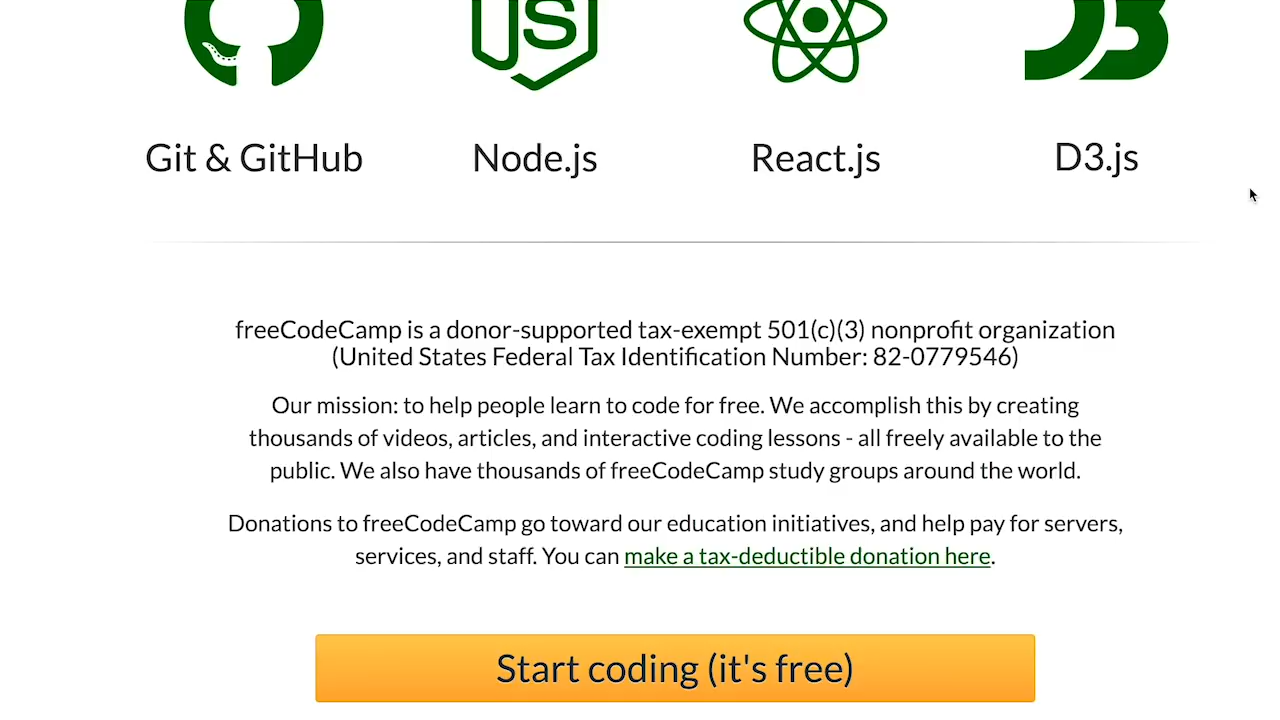 JS
Git & GitHub
Node.js
React.js
D3.js
freeCodeCamp is a donor-supported tax-exempt 501(c)(3) nonprofit organization
(United States Federal Tax Identification Number: 82-0779546)
Our mission: to help people learn to code for free. We accomplish this by creating
thousands of videos, articles, and interactive coding lessons - all freely available to the
public. We also have thousands of freeCodeCamp study groups around the world.
Donations to freeCodeCamp go toward our education initiatives, and help pay for servers,
services, and staff. You can make a tax-deductible donation here.
Start coding (it's free)